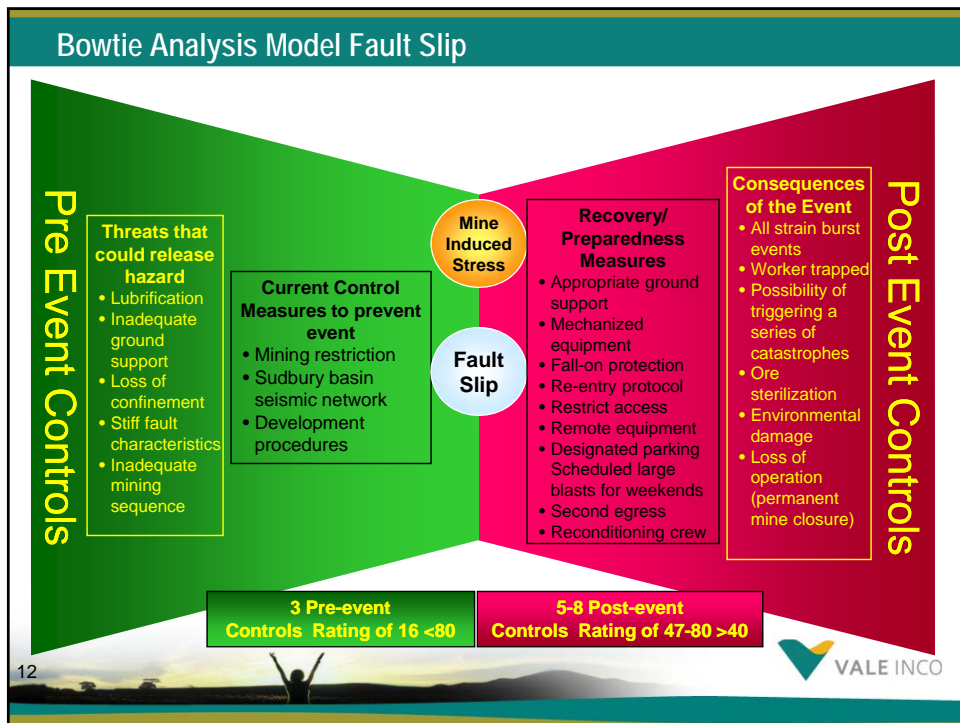 Bowtie Analysis Model Fault Slip
Pre Event Controls
Threats that
could release
hazard
• Lubrification
• Inadequate
ground
support
• Loss of
confinement
• Stiff fault
characteristics
• Inadequate
mining
sequence
Current Control
Measures to prevent
event
• Mining restriction
• Sudbury basin
seismic network
• Development
procedures
Mine
Induced
Stress
Fault
Slip
Recovery/
Preparedness
Measures
• Appropriate ground
support
• Mechanized
equipment
• Fall-on protection
• Re-entry protocol
• Restrict access
• Remote equipment
• Designated parking
Scheduled large
blasts for weekends
• Second egress
• Reconditioning crew
Consequences
of the Event
• All strain burst
events
• Worker trapped
• Possibility of
triggering a
series of
catastrophes
• Ore
sterilization
• Environmental
damage
• Loss of
operation
(permanent
mine closure)
Post Event Controls
3 Pre-event
Controls Rating of 16 <80
5-8 Post-event
Controls Rating of 47-80 >40
12
VALE INCO